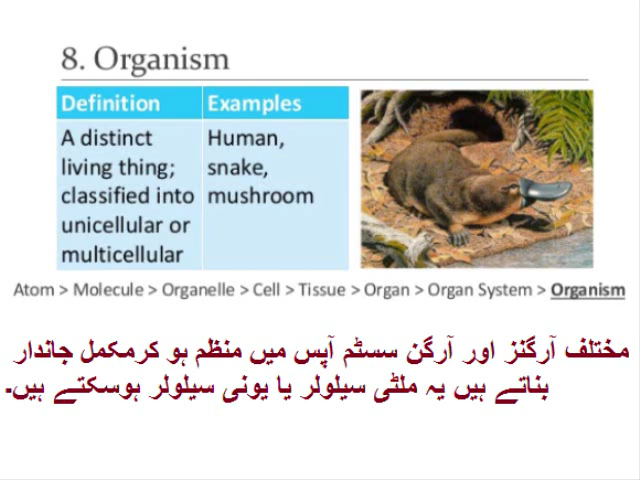 8. Organism
Definition
Examples
A distinct
living thing;
classified into
unicellular or
multicellular
Human,
snake,
mushroom
Atom > Molecule > Organelle > Cell > Tissue > Organ > Organ System > Organism
مختلف آرگنز اور آرگن سسٹم آپس میں منظم ہو کرمکمل جاندار
بناتے ہیں یہ ملٹی سیلولر یا یونی سیلولر ہوسکتے ہیں۔